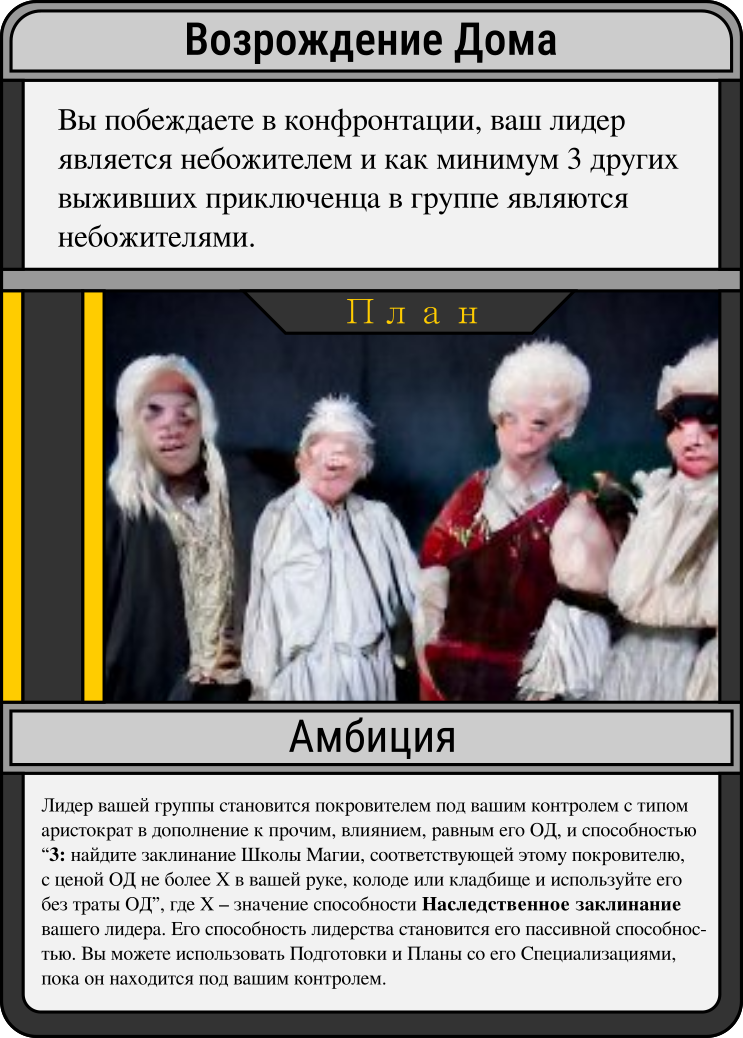 Возрождение Дома
Вы побеждаете в конфронтации, ваш лидер
является небожителем и как минимум 3 других
выживших приключенца в группе являются
небожителями.
План
Амбиция
Лидер вашей группы становится покровителем под вашим контролем с типом
аристократ в дополнение к прочим, влиянием, равным его ОД, и способностью
“3: найдите заклинание Школы Магии, соответствующей этому покровителю,
с ценой ОД не более X в вашей руке, колоде или кладбище и используйте его
без траты ОД”, где X – значение способности Наследственное заклинание
вашего лидера. Его способность лидерства становится его пассивной способнос-
тью. Вы можете использовать Подготовки и Планы со его Специализациями,
пока он находится под вашим контролем.